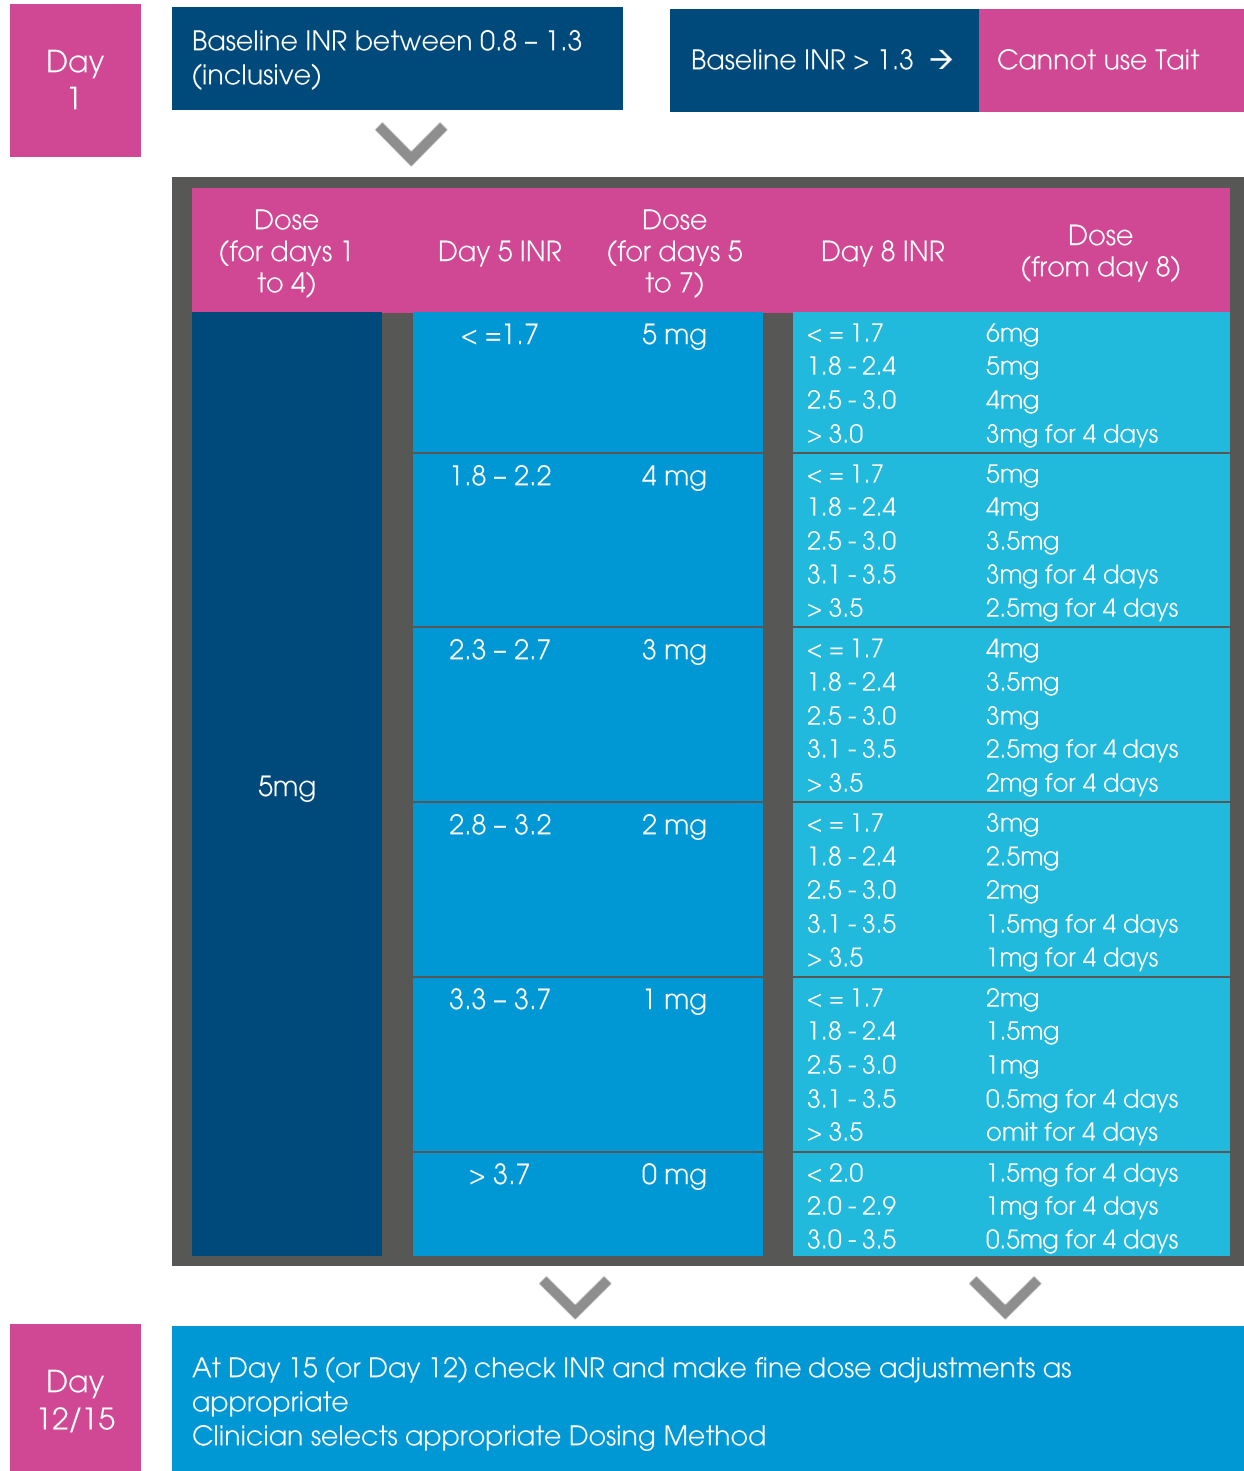 Day
1
Baseline INR between 0.8 – 1.3
(inclusive)
Baseline INR > 1.3 →
Cannot use Tait
Dose
(for days 1
to 4)
Day 5 INR
Dose
(for days 5
to 7)
Day 8 INR
Dose
(from day 8)
5mg
< =1.7 5 mg
< = 1.7 6mg
1.8 - 2.4 5mg
2.5 - 3.0 4mg
> 3.0 3mg for 4 days
1.8 – 2.2 4 mg
< = 1.7 5mg
1.8 - 2.4 4mg
2.5 - 3.0 3.5mg
3.1 - 3.5 3mg for 4 days
> 3.5 2.5mg for 4 days
2.3 – 2.7 3 mg
< = 1.7 4mg
1.8 - 2.4 3.5mg
2.5 - 3.0 3mg
3.1 - 3.5 2.5mg for 4 days
> 3.5 2mg for 4 days
2.8 – 3.2 2 mg
< = 1.7 3mg
1.8 - 2.4 2.5mg
2.5 - 3.0 2mg
3.1 - 3.5 1.5mg for 4 days
> 3.5 1mg for 4 days
3.3 – 3.7 1 mg
< = 1.7 2mg
1.8 - 2.4 1.5mg
2.5 - 3.0 1mg
3.1 - 3.5 0.5mg for 4 days
> 3.5 omit for 4 days
> 3.7 0 mg
< 2.0 1.5mg for 4 days
2.0 - 2.9 1mg for 4 days
3.0 - 3.5 0.5mg for 4 days
Day
12/15
At Day 15 (or Day 12) check INR and make fine dose adjustments as
appropriate
Clinician selects appropriate Dosing Method